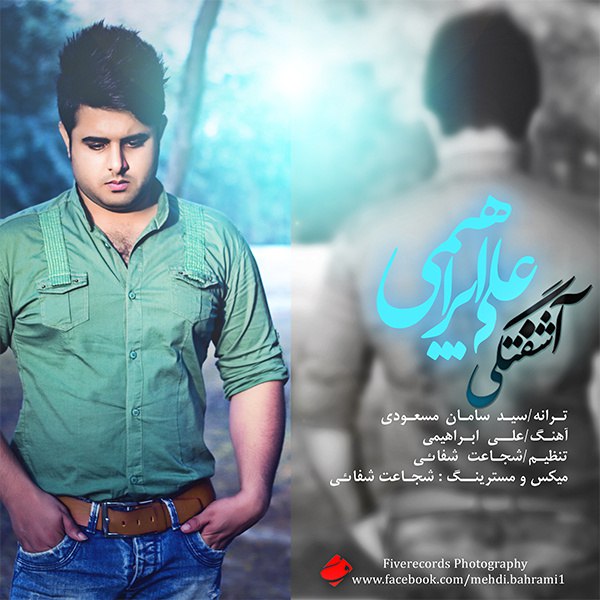 علی ابراهیمی
آشفتگی
ترانه/سید سامان مسعودی
آهنگ/علی ابراهیمی
تنظیم/شجاعت شفائی
میکس و مسترینگ : شجاعت شفائی
Fiverecords Photography
www.facebook.com/mehdi.bahrami1